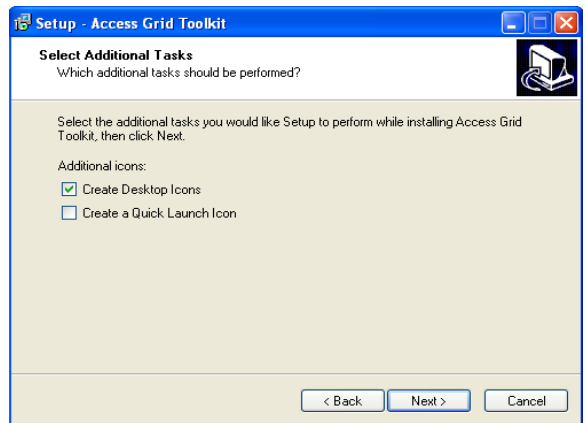 Setup - Access Grid Toolkit
Select Additional Tasks
Which additional tasks should be performed?
Select the additional tasks you would like Setup to perform while installing Access Grid
Toolkit, then click Next.
Additional icons:
Create Desktop Icons
Create a Quick Launch Icon
< Back Next > Cancel